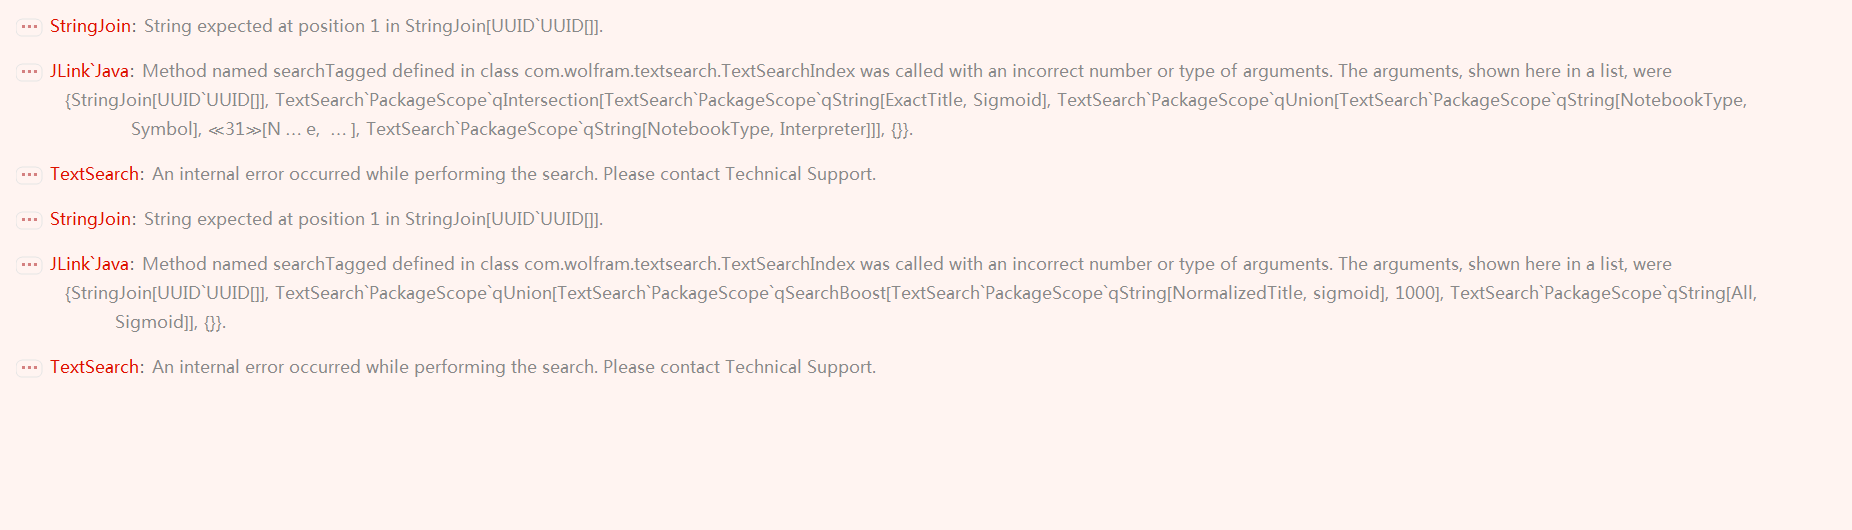 StringJoin: String expected at position 1 in StringJoin[UUID`UUID[]].
JLink`Java: Method named searchTagged defined in class com.wolfram.textsearch.TextSearchIndex was called with an incorrect number or type of arguments. The arguments, shown here in a list, were
{StringJoin[UUID`UUID[]], TextSearch`PackageScope`qIntersection[TextSearch`PackageScope`qString[ExactTitle, Sigmoid], TextSearch`PackageScope`qUnion[TextSearch`PackageScope`qString[NotebookType,
Symbol], ≪31≫[N … e, … ], TextSearch`PackageScope`qString[NotebookType, Interpreter]]], {}}.
TextSearch: An internal error occurred while performing the search. Please contact Technical Support.
StringJoin: String expected at position 1 in StringJoin[UUID`UUID[]].
JLink`Java: Method named searchTagged defined in class com.wolfram.textsearch.TextSearchIndex was called with an incorrect number or type of arguments. The arguments, shown here in a list, were
{StringJoin[UUID`UUID[]], TextSearch`PackageScope`qUnion[TextSearch`PackageScope`qSearchBoost[TextSearch`PackageScope`qString[NormalizedTitle, sigmoid], 1000], TextSearch`PackageScope`qString[All,
Sigmoid]], {}}.
TextSearch: An internal error occurred while performing the search. Please contact Technical Support.